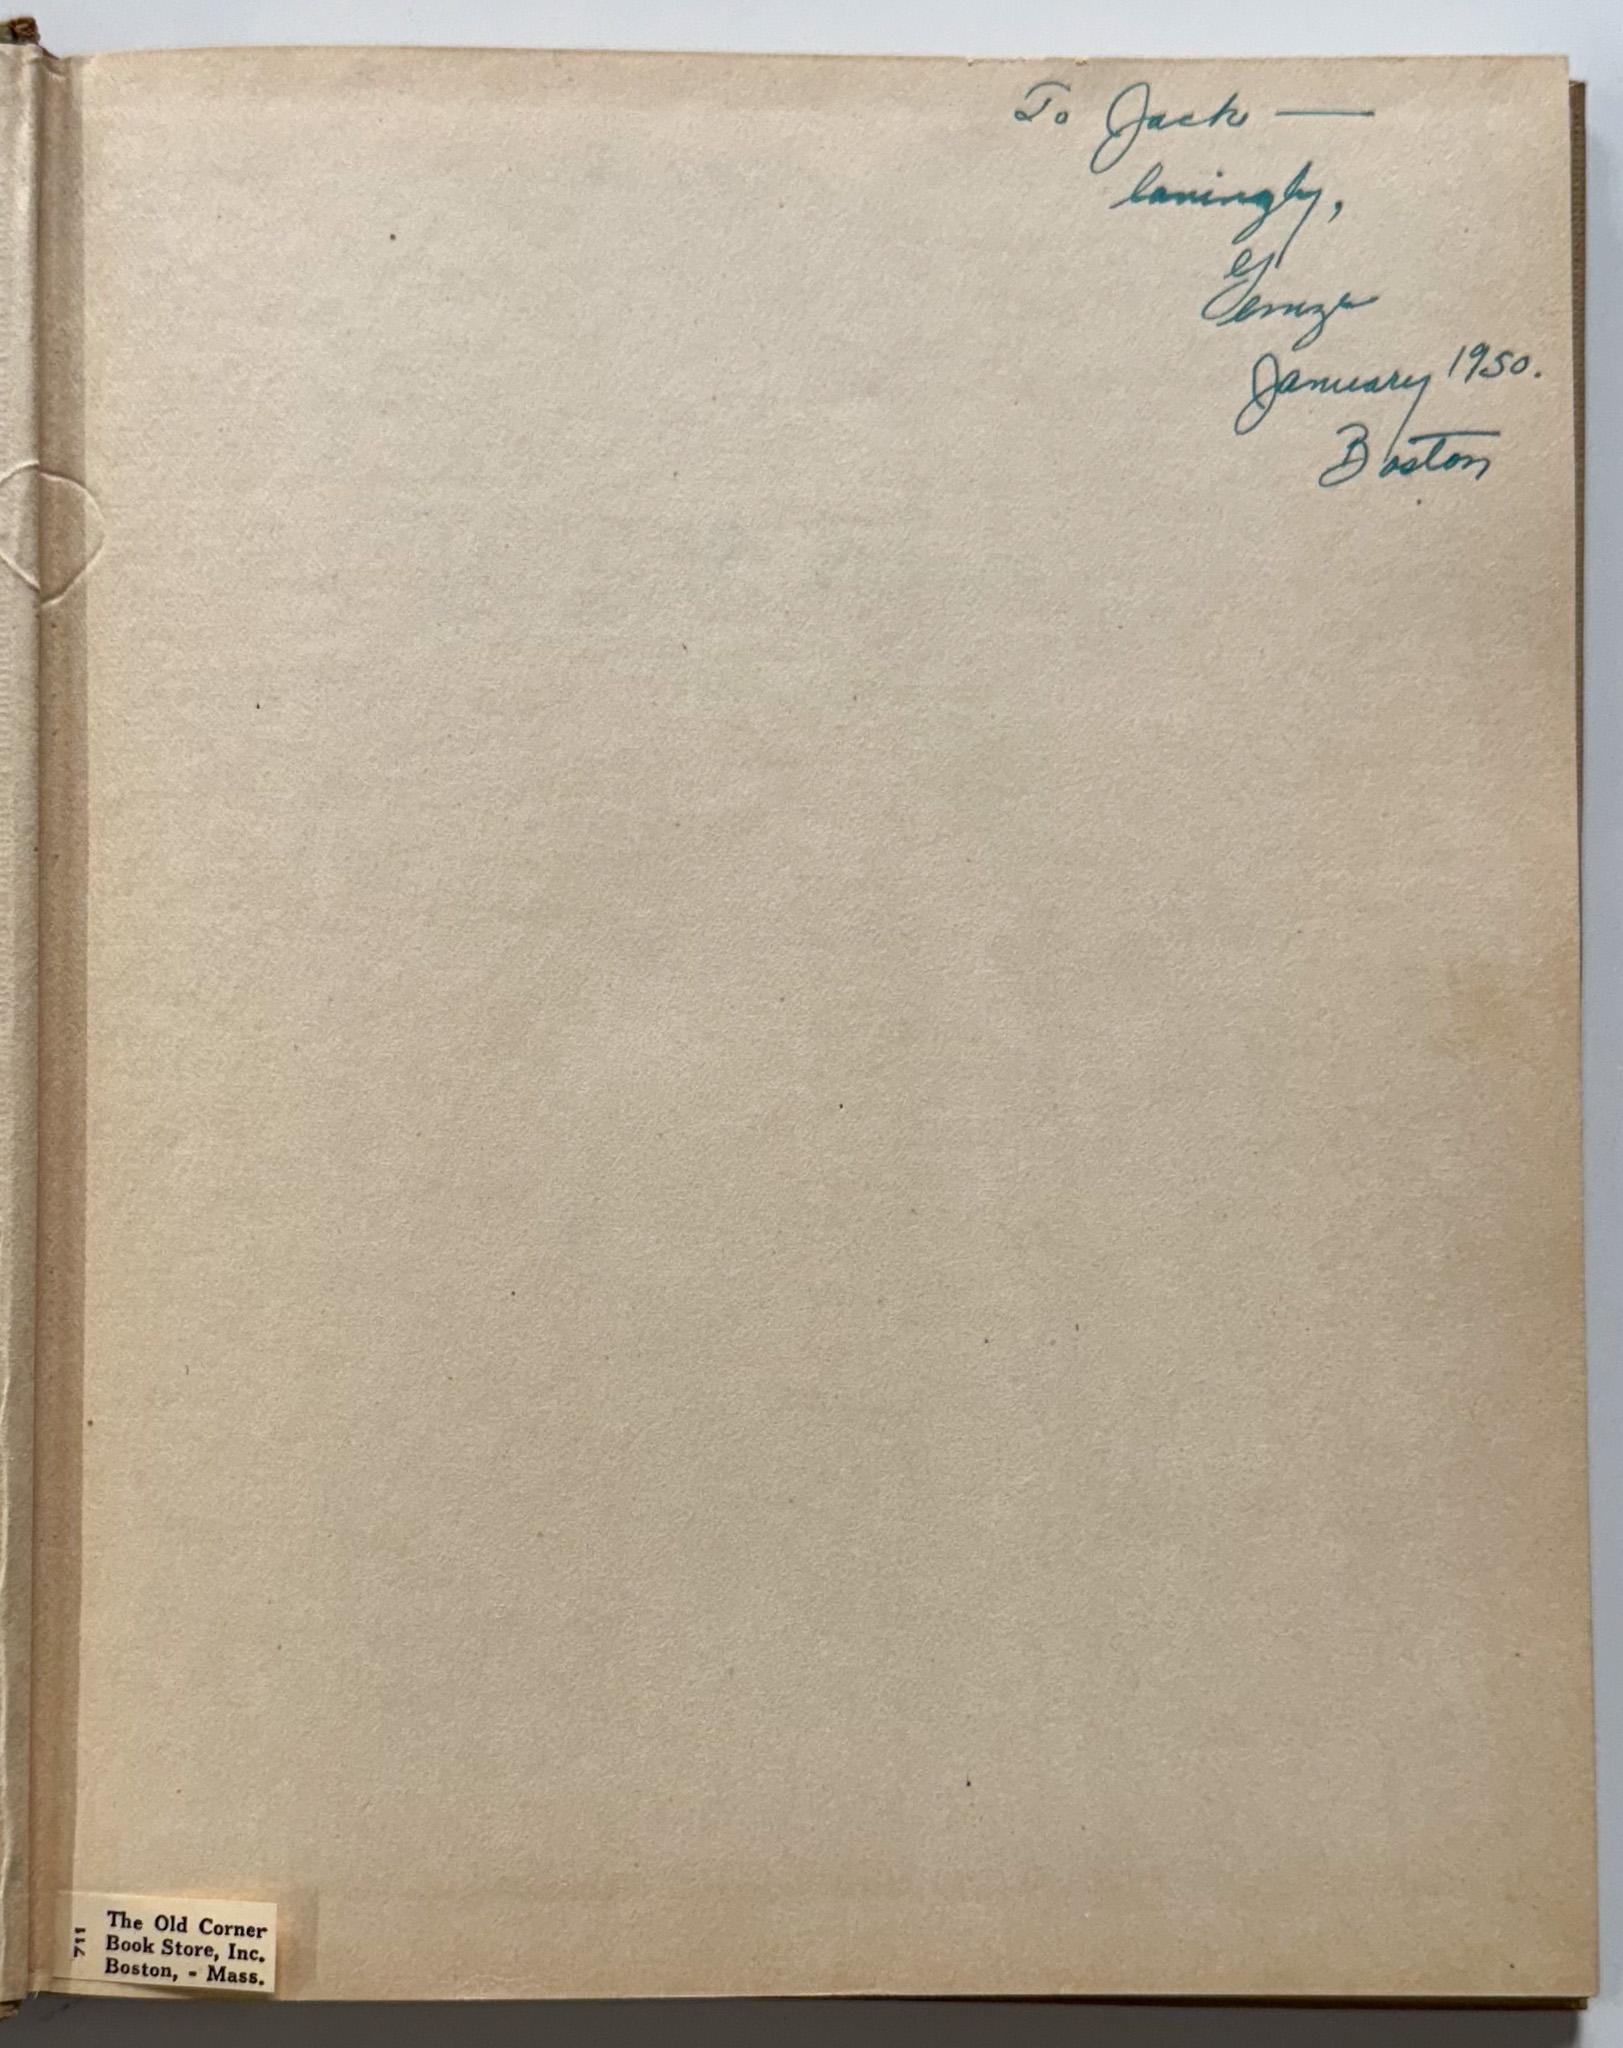 To Jack —
lovingly,
George
January 1950.
Boston
711
The Old Corner
Book Store, Inc.
Boston, - Mass.